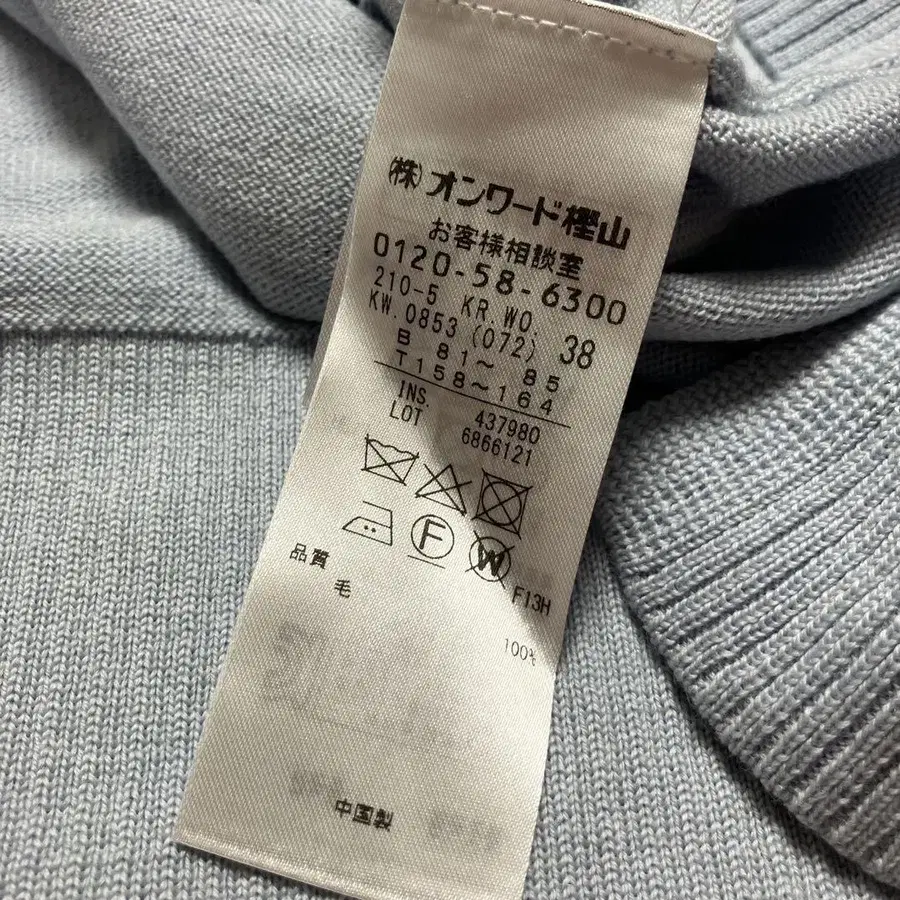 (株)オンワード樫山
お客様相談室
0120-58-6300
210-5 KR.WO.
KW.0853(072) 38
B 81〜 85
T158〜164
INS. 437980
LOT 6866121
F W
F13H
品質
毛 100%
中国製